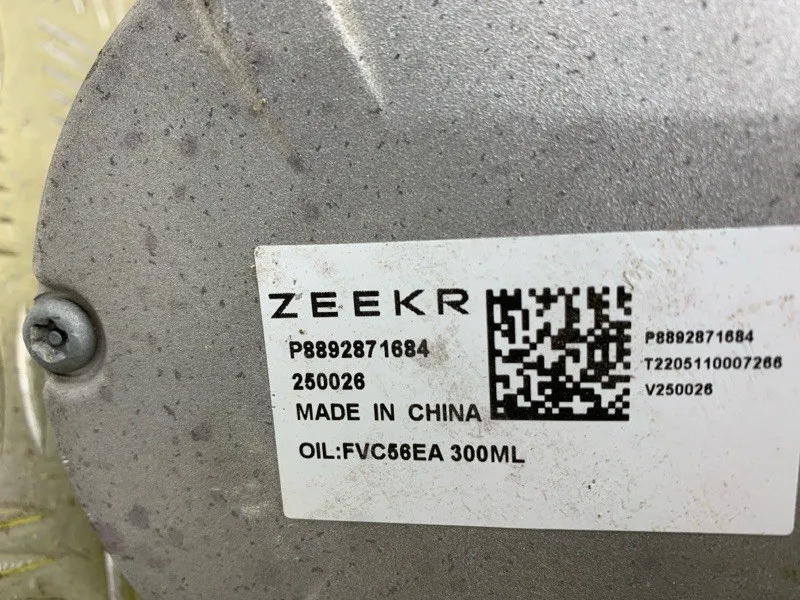 ZEEKR
P8892871684
250026
MADE IN CHINA
OIL:FVC56EA 300ML
P8892871684
T2205110007266
V250026